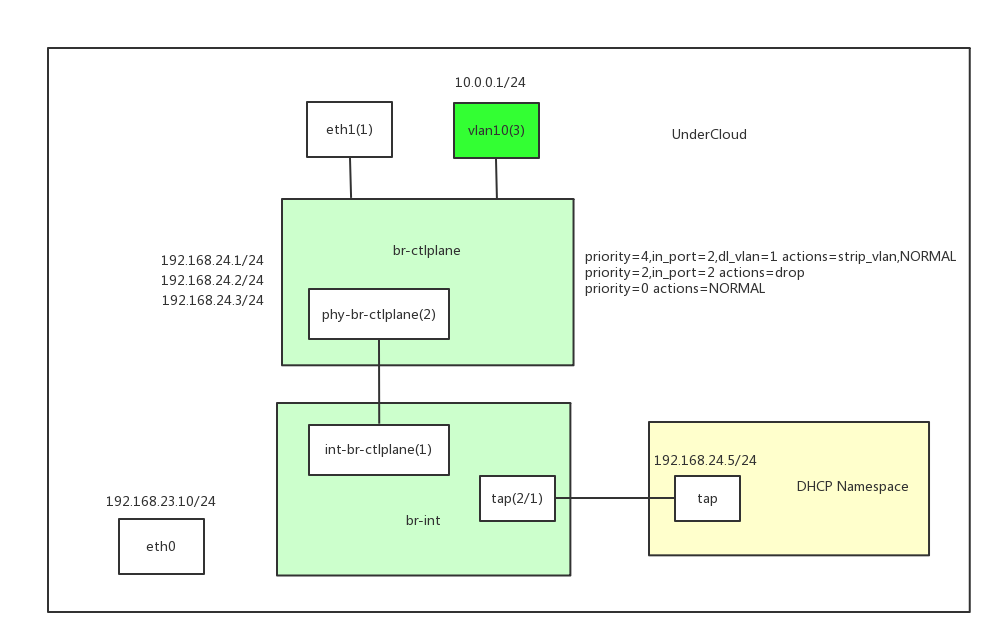 10.0.0.1/24
eth1(1)
vlan10(3)
UnderCloud
br-ctlplane
192.168.24.1/24
192.168.24.2/24
192.168.24.3/24
priority=4,in_port=2,dl_vlan=1 actions=strip_vlan,NORMAL
priority=2,in_port=2 actions=drop
priority=0 actions=NORMAL
phy-br-ctlplane(2)
int-br-ctlplane(1)
192.168.24.5/24
DHCP Namespace
tap(2/1)
tap
192.168.23.10/24
br-int
eth0